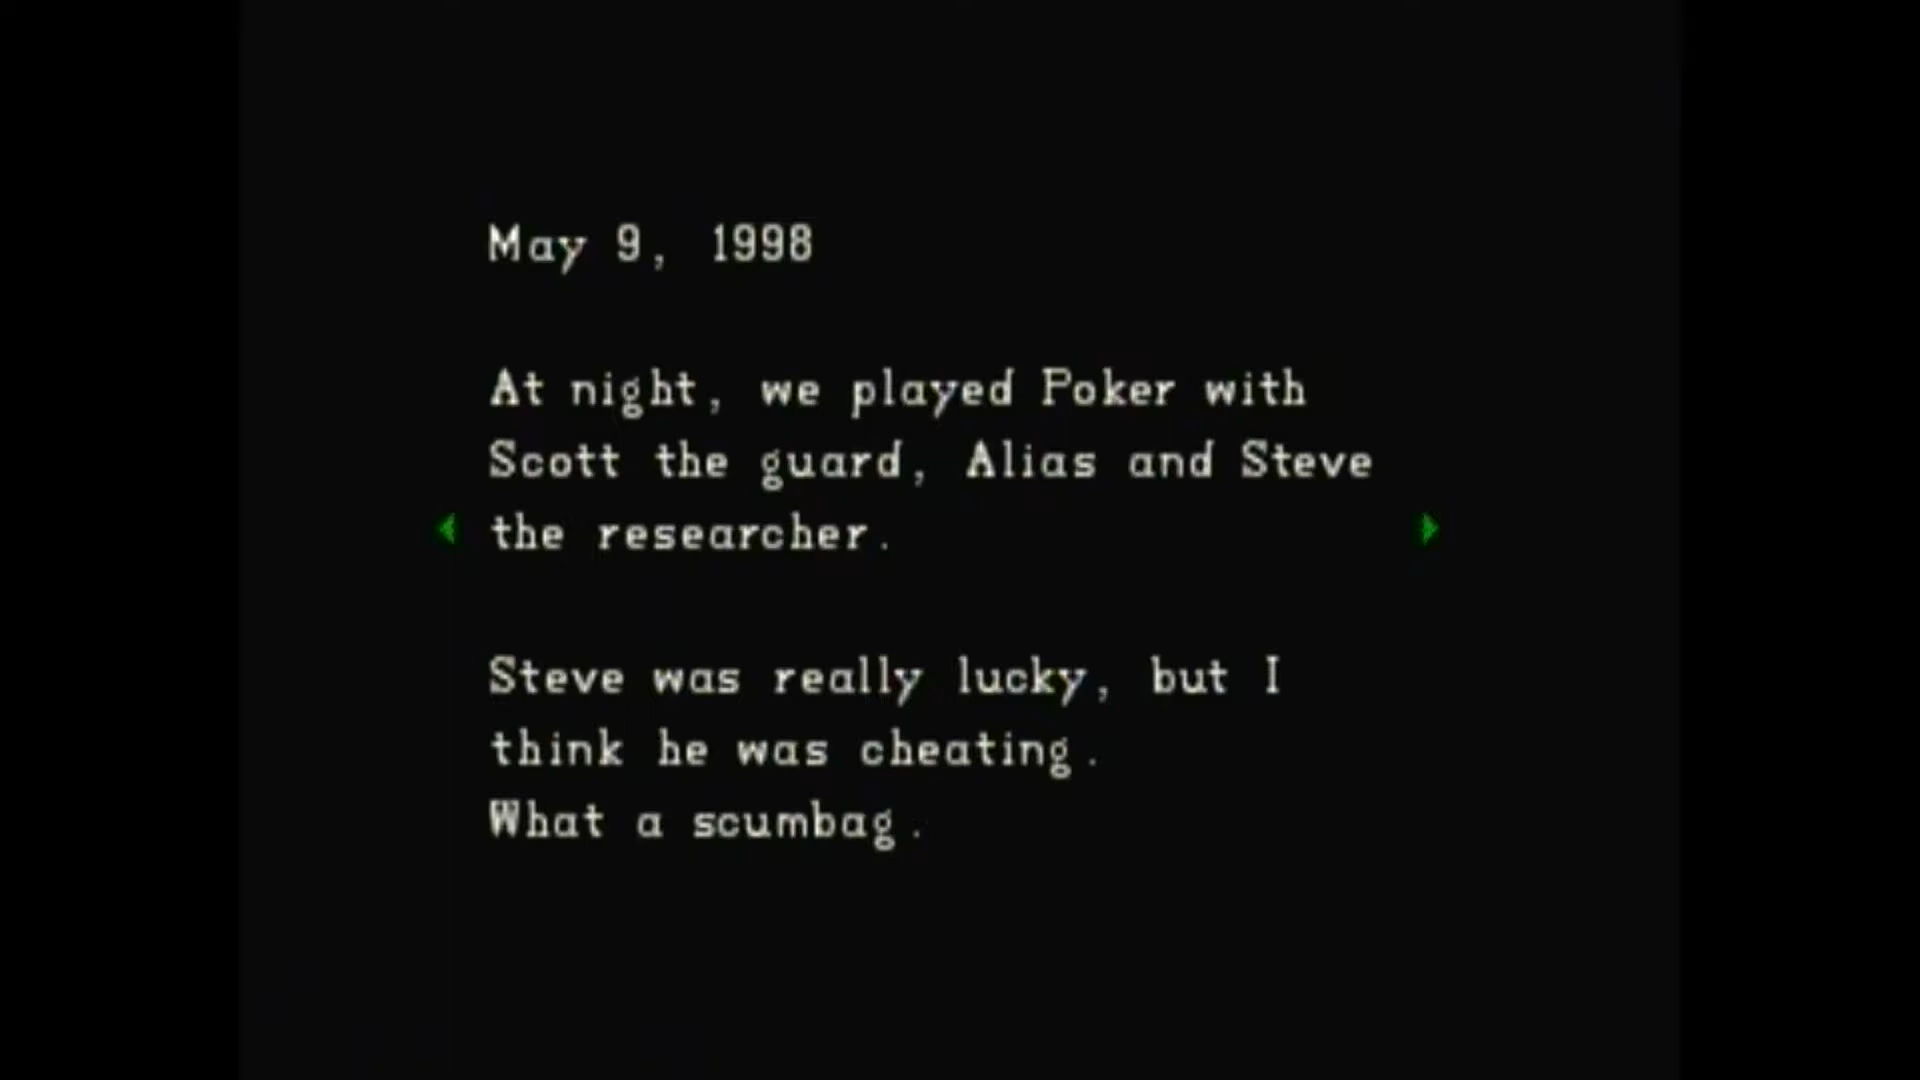 May 9, 1998
At night, we played Poker with
Scott the guard, Alias and Steve
the researcher.
Steve was really lucky, but I
think he was cheating.
What a scumbag.